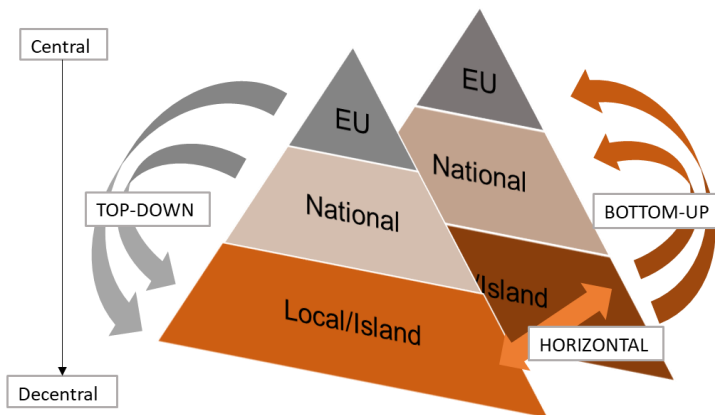 Central
EU
EU
National
TOP-DOWN
National
BOTTOM-UP
/Island
Local/Island
HORIZONTAL
Decentral